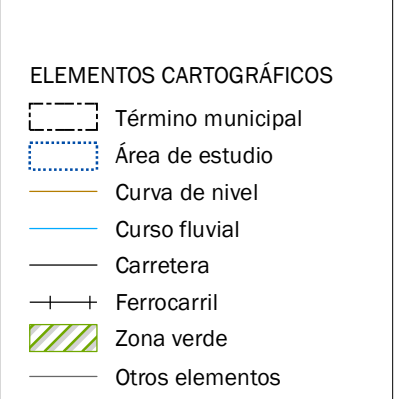 ELEMENTOS CARTOGRÁFICOS
Término municipal
Área de estudio
Curva de nivel
Curso fluvial
Carretera
Ferrocarril
Zona verde
Otros elementos